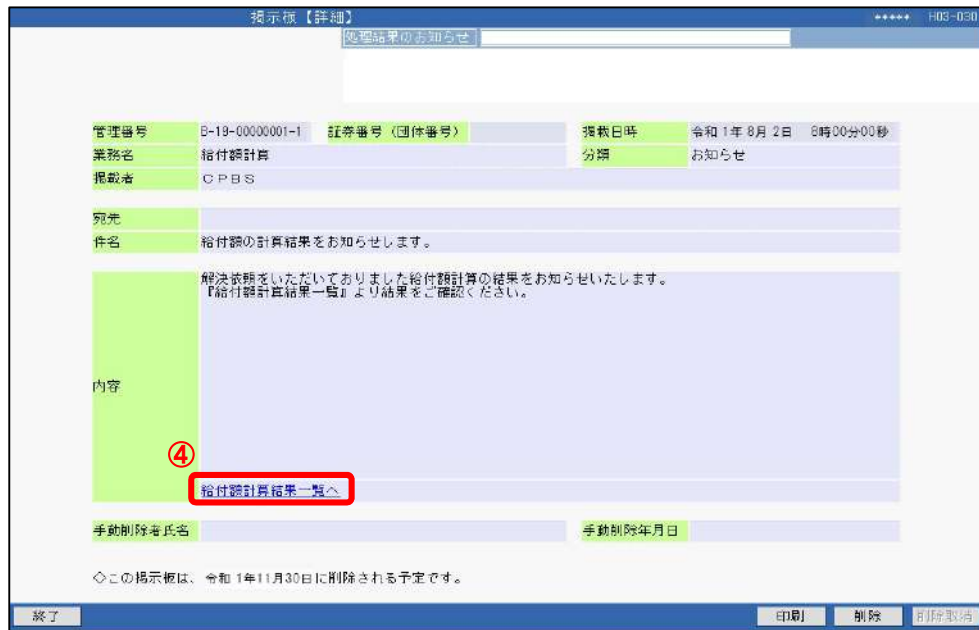 掲示板【詳細】 ***** H03-030
処理結果のお知らせ
管理番号 B-19-00000001-1 証券番号（団体番号） 掲載日時 令和 1年 8月 2日 8時00分00秒
業務名 給付額計算 分類 お知らせ
掲載者 ＣＰＢＳ
宛先
件名 給付額の計算結果をお知らせします。
解決依頼をいただいておりました給付額計算の結果をお知らせいたします。
『給付額計算結果一覧』より結果をご確認ください。
内容
④
給付額計算結果一覧へ
手動削除者氏名 手動削除年月日
◇この掲示板は、令和 1年11月30日に削除される予定です。
終了 印刷 削除 削除取消